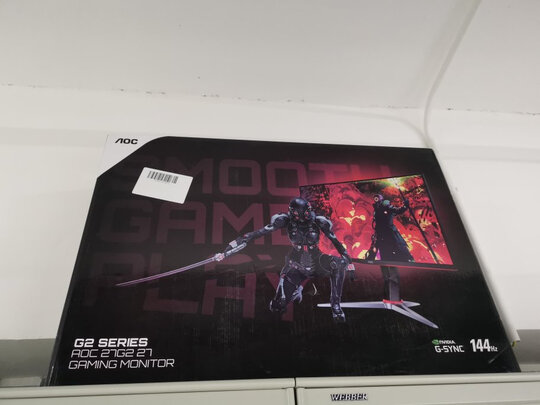 AOC
SMOOTH
GAME
PLAY
G2 SERIES
AOC 27G2 27
GAMING MONITOR
NVIDIA
G-SYNC
144Hz
WEBBER